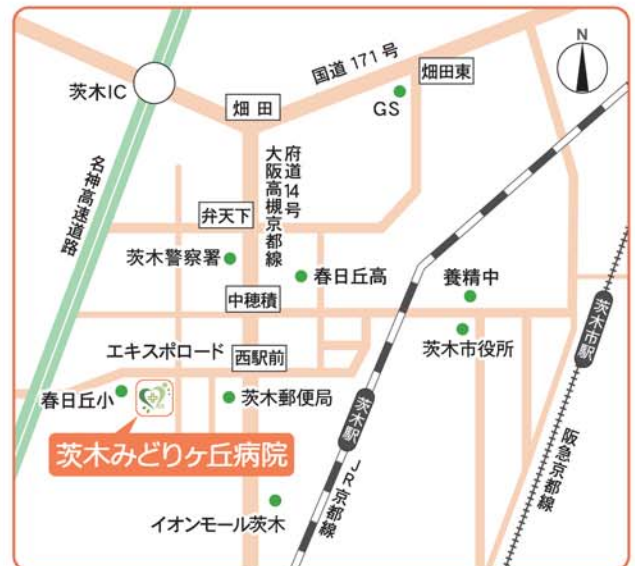 N
国道171号
畑田東
茨木IC
畑田
GS
名神高速道路
府道14号
大阪高槻京都線
弁天下
茨木警察署
春日丘高
養精中
中穂積
茨木市役所
茨木市駅
エキスポロード
西駅前
春日丘小
茨木郵便局
茨木駅
阪急京都線
茨木みどりヶ丘病院
JR京都線
イオンモール茨木